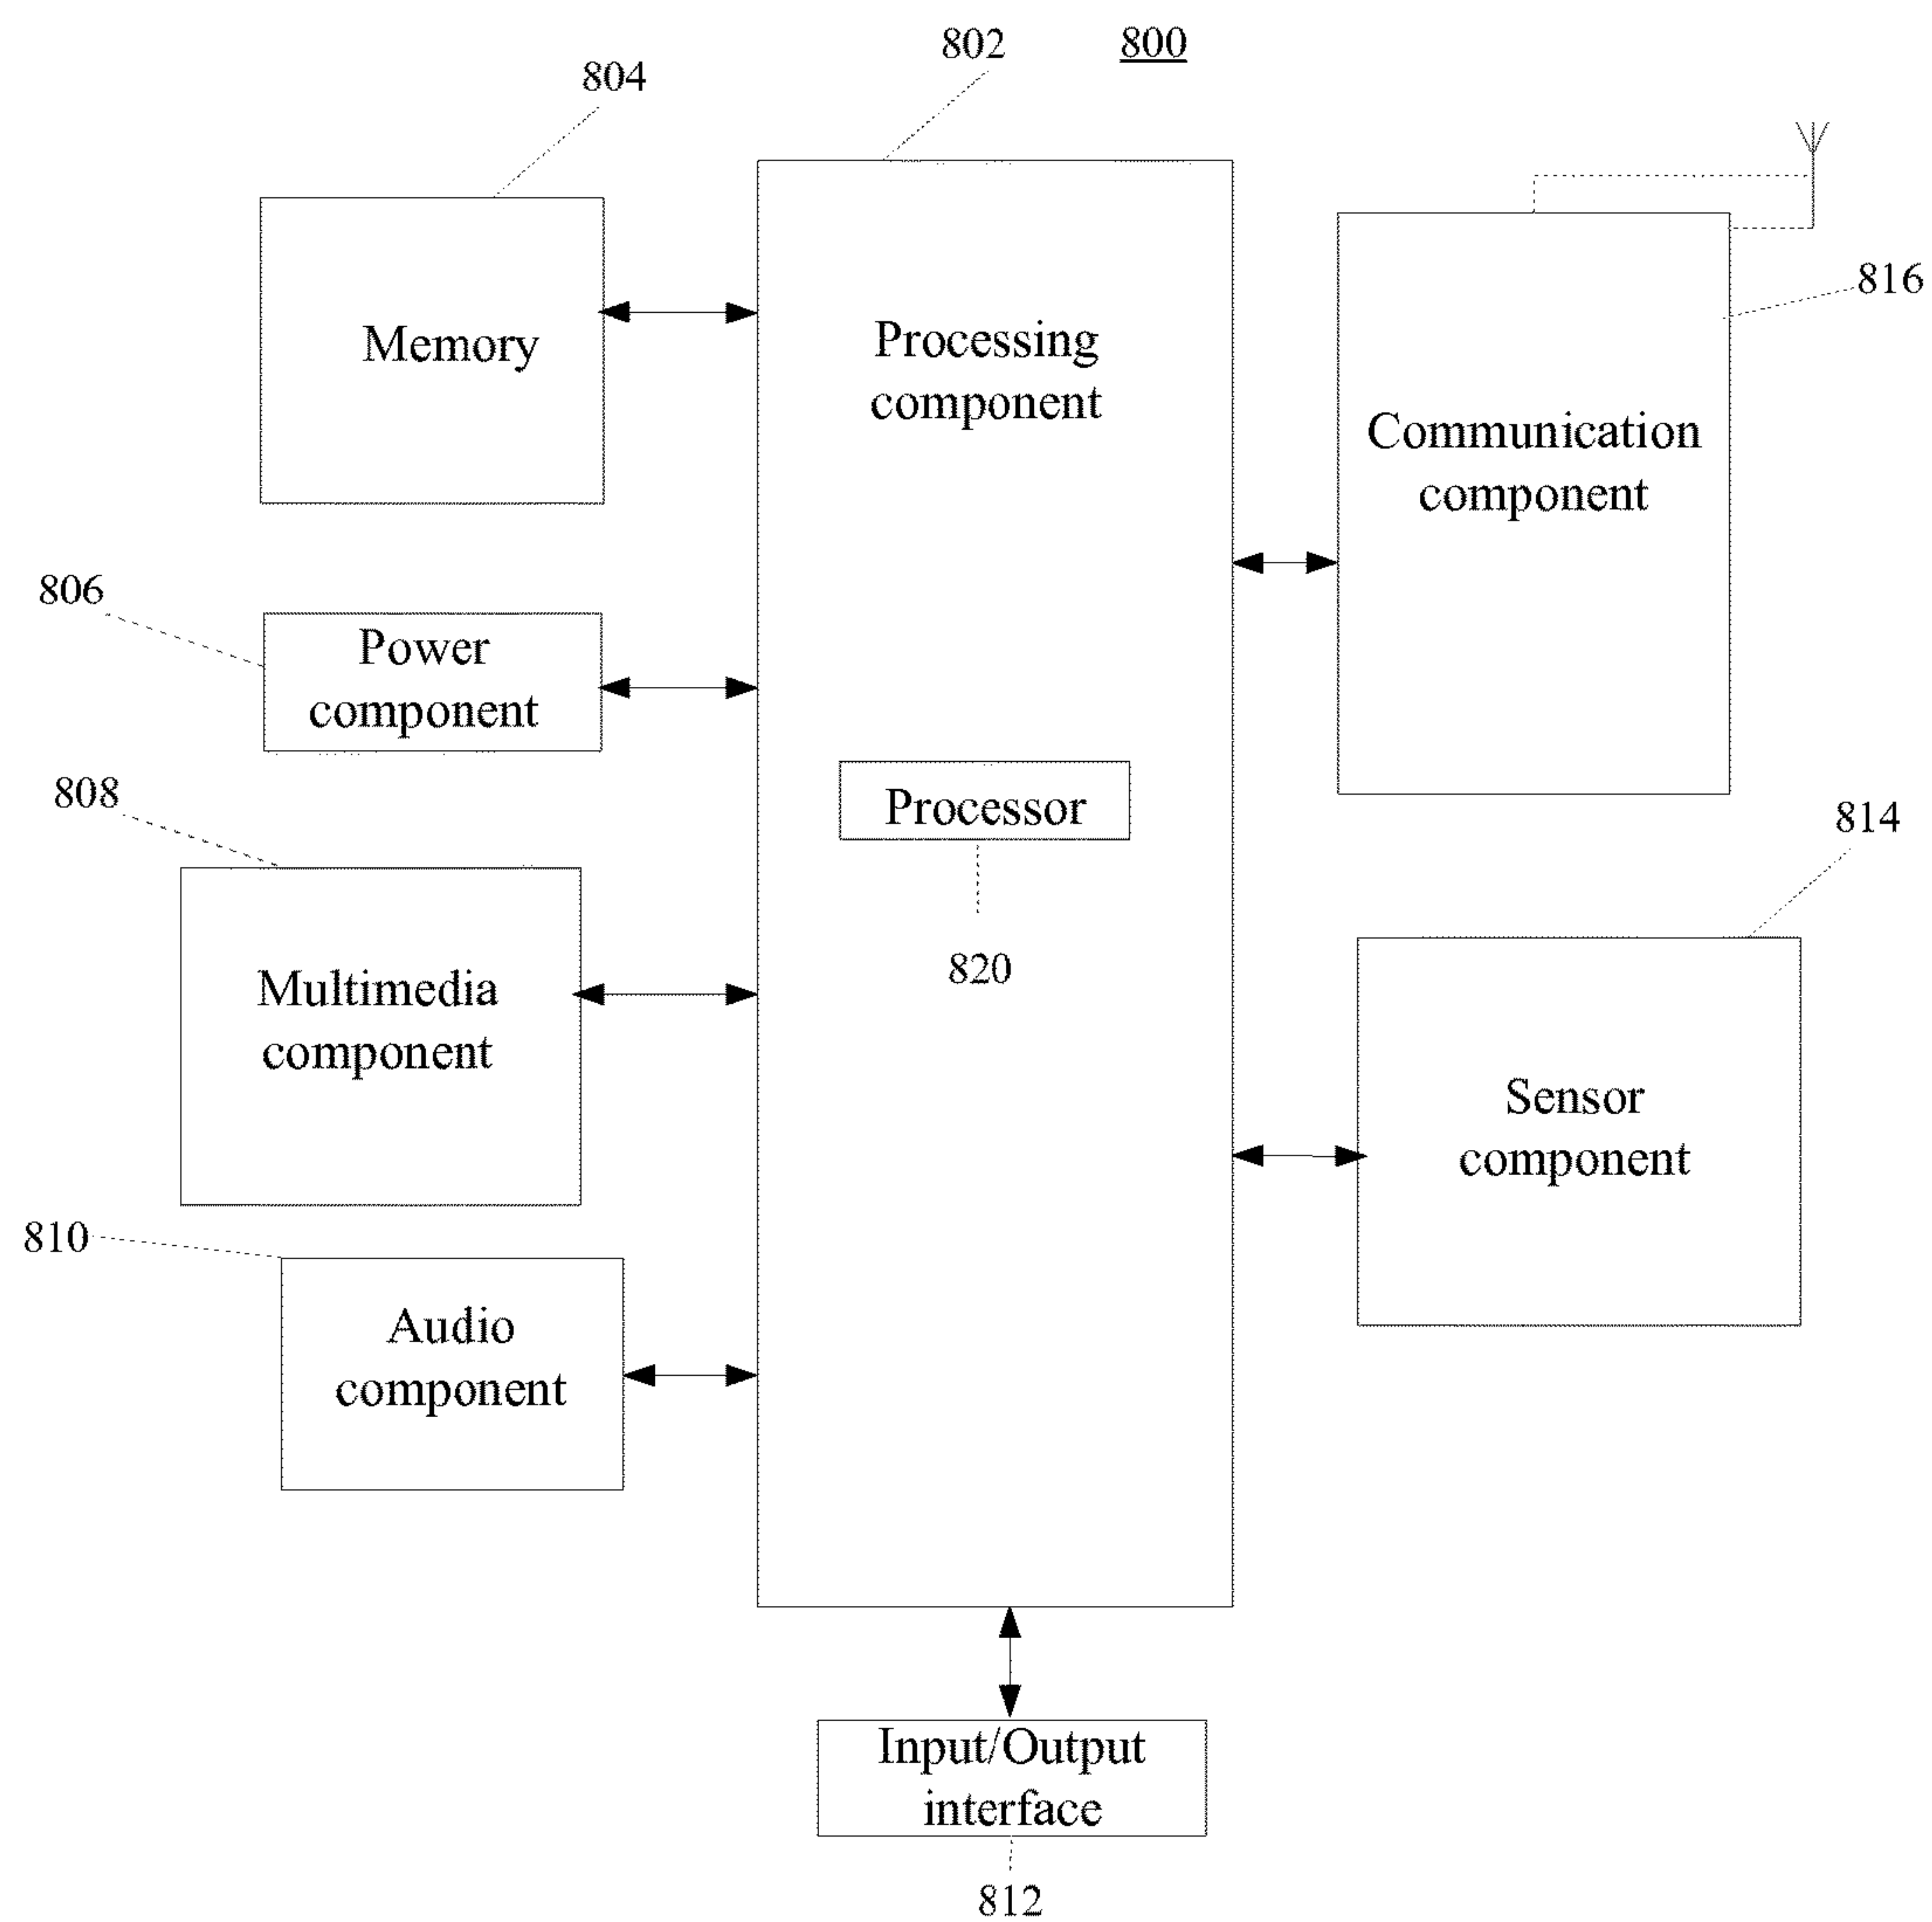 802
800
804
816
Memory
Processing
component
Communication
component
806
Power
component
808
Processor
814
820
Multimedia
component
Sensor
component
810
Audio
component
Input/Output
interface
812